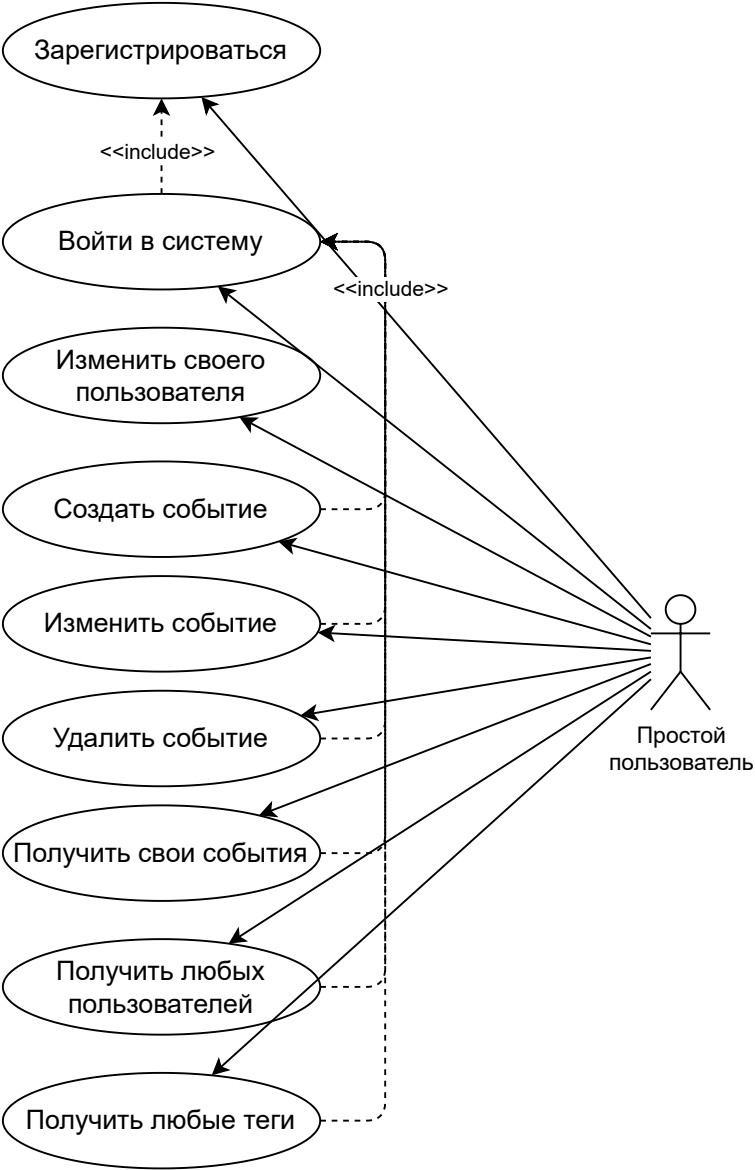 Зарегистрироваться
<<include>>
Войти в систему
<<include>>
Изменить своего
пользователя
Создать событие
Изменить событие
Удалить событие
Простой
пользователь
Получить свои события
Получить любых
пользователей
Получить любые теги